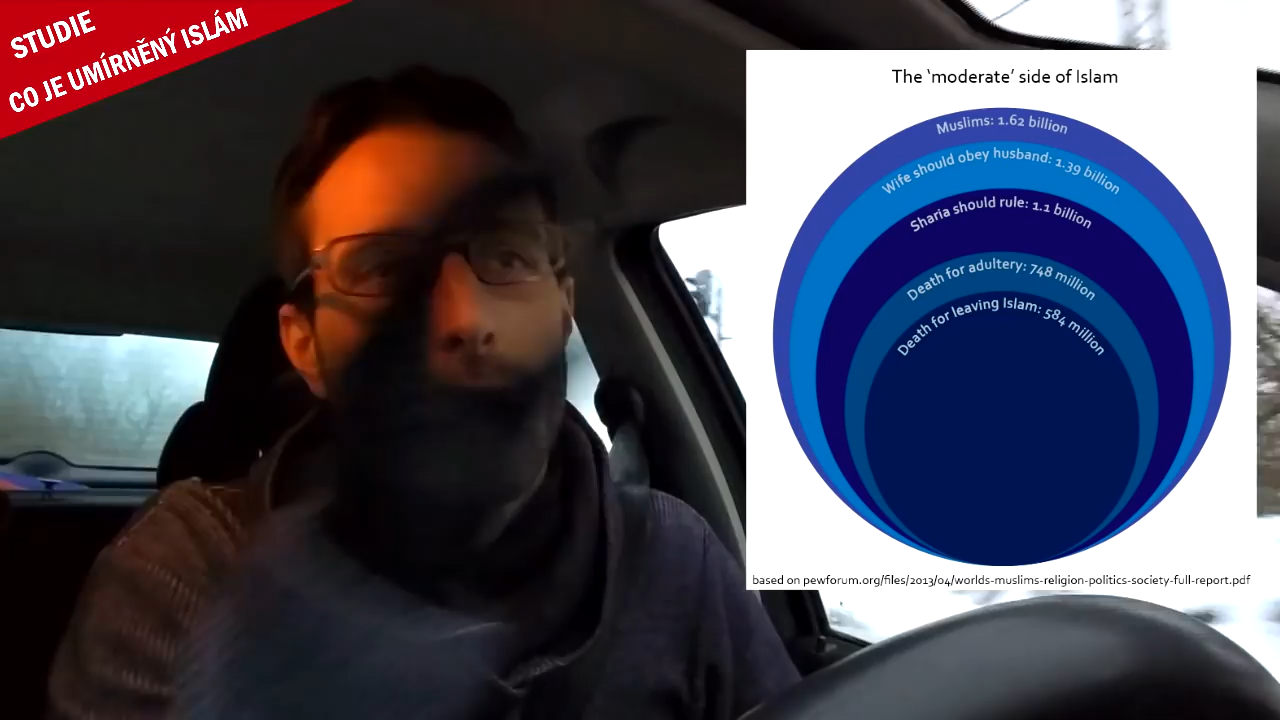 STUDIE
CO JE UMÍRNĚNÝ ISLÁM
The ‘moderate’ side of Islam
Muslims: 1.62 billion
Wife should obey husband: 1.39 billion
Sharia should rule: 1.1 billion
Death for adultery: 748 million
Death for leaving Islam: 584 million
based on pewforum.org/files/2013/04/worlds-muslims-religion-politics-society-full-report.pdf